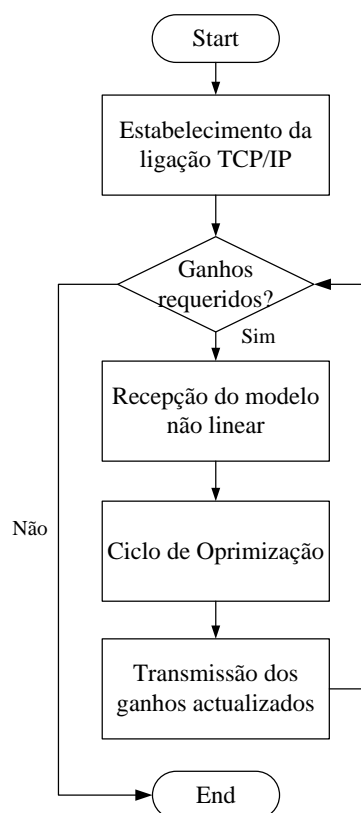 Start
Estabelecimento da
ligação TCP/IP
Ganhos
requeridos?
Sim
Recepção do modelo
não linear
Não
Ciclo de Oprimização
Transmissão dos
ganhos actualizados
End